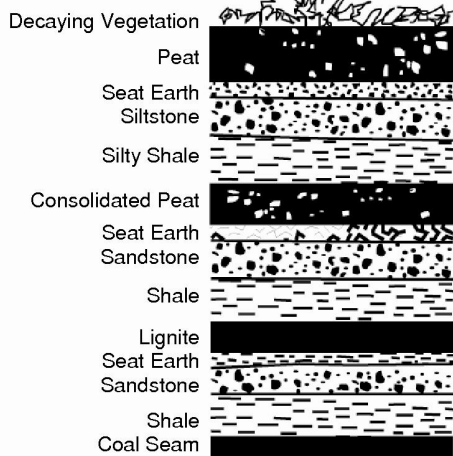 Decaying Vegetation
Peat
Seat Earth
Siltstone
Silty Shale
Consolidated Peat
Seat Earth
Sandstone
Shale
Lignite
Seat Earth
Sandstone
Shale
Coal Seam